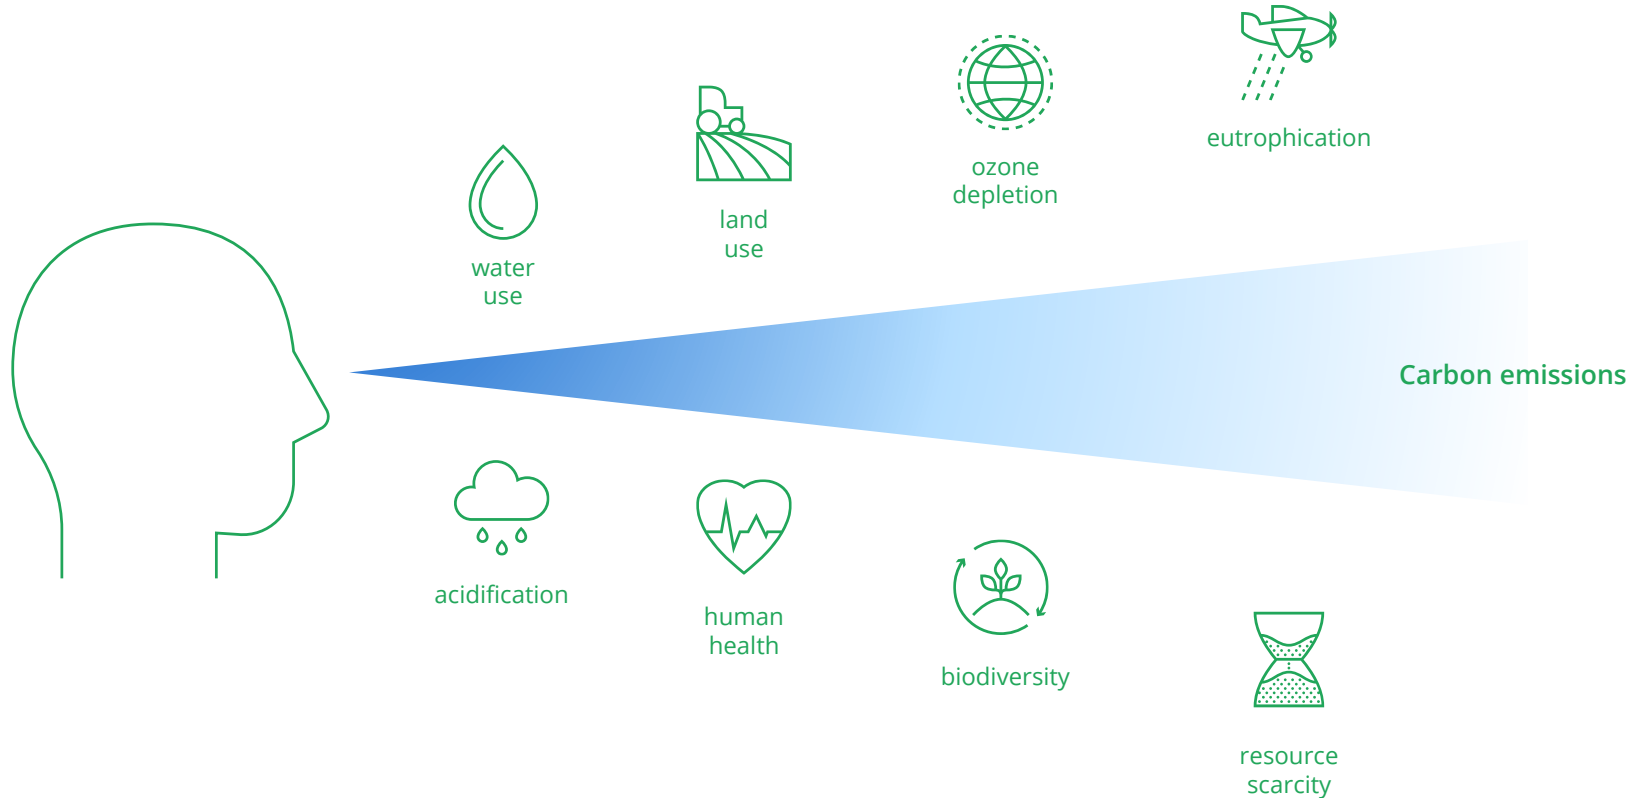 eutrophication
ozone
depletion
land
use
water
use
Carbon emissions
acidification
human
health
biodiversity
resource
scarcity